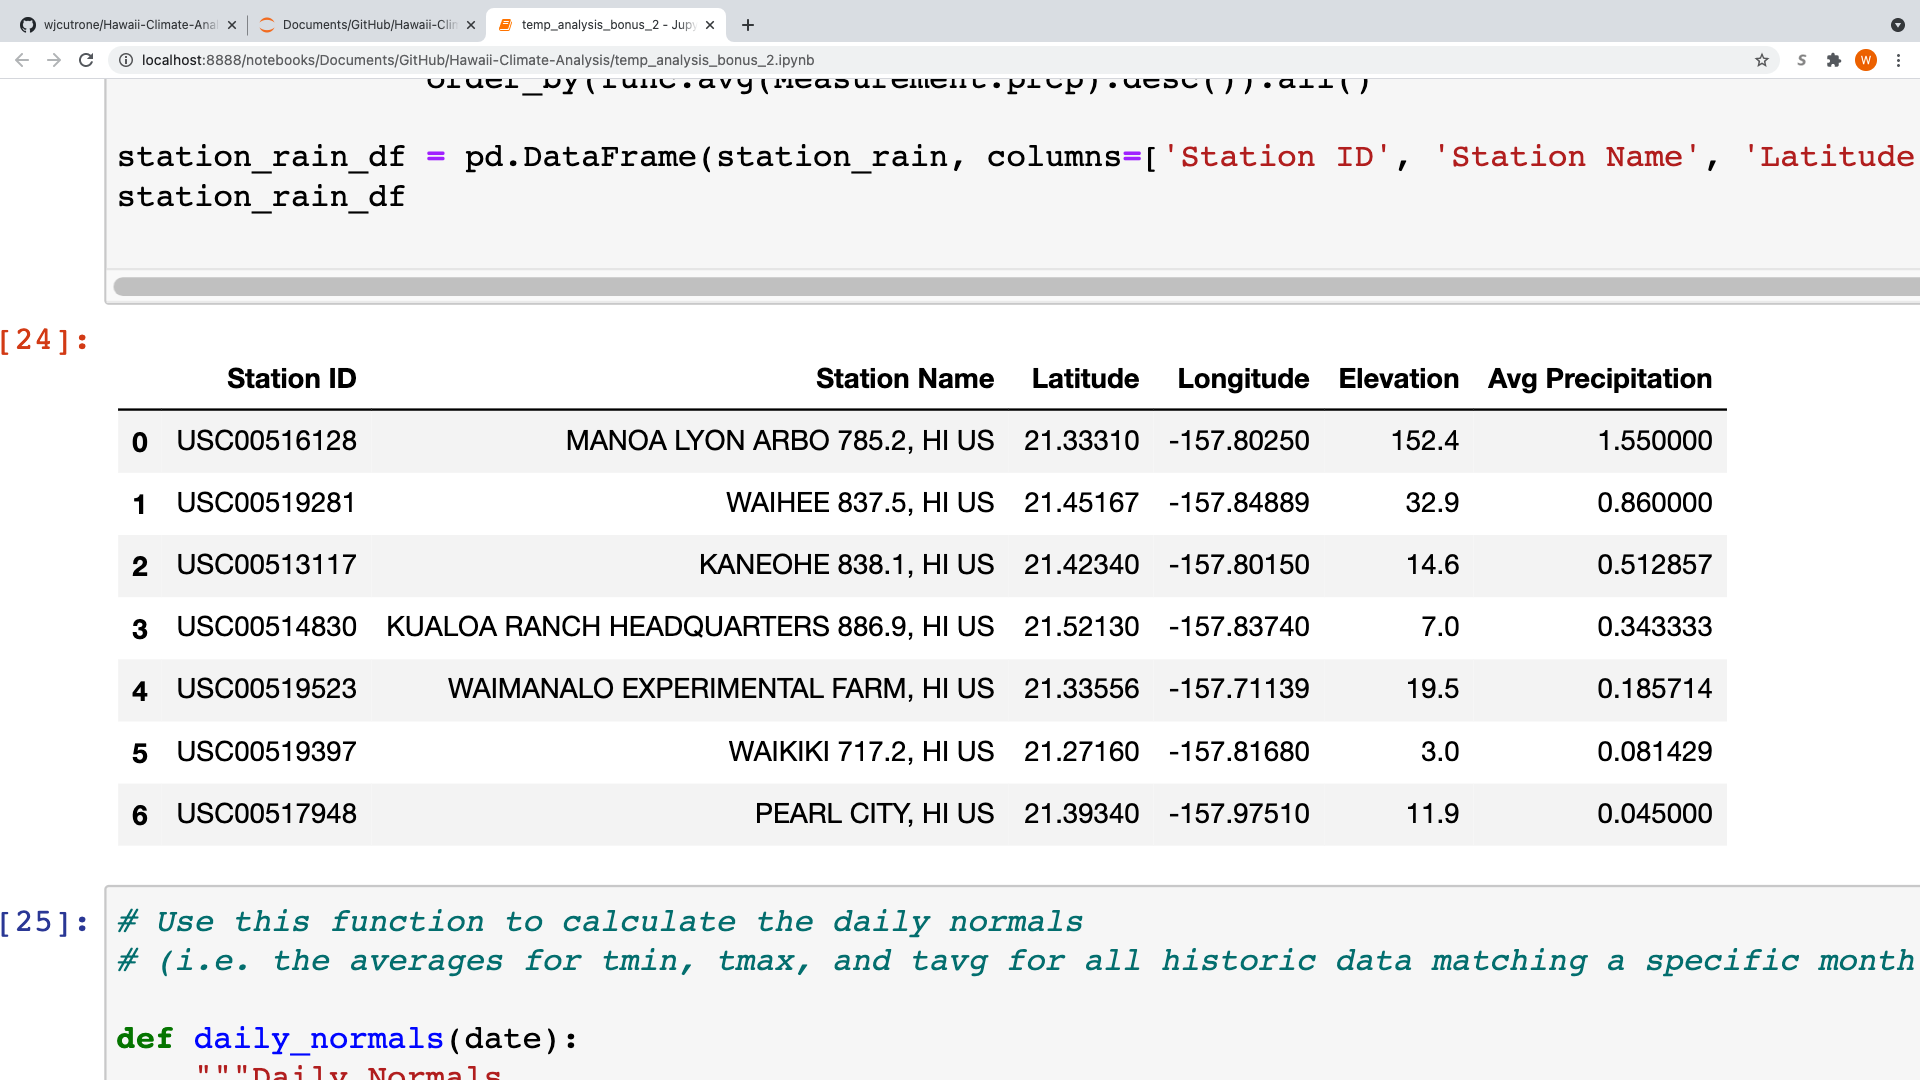 wjcutrone/Hawaii-Climate-Anal
Documents/GitHub/Hawaii-Clim
temp_analysis_bonus_2 - Jupy
localhost:8888/notebooks/Documents/GitHub/Hawaii-Climate-Analysis/temp_analysis_bonus_2.ipynb
S
W
order_by(func.avg(Measurement.prcp).desc()).all()
station_rain_df = pd.DataFrame(station_rain, columns=['Station ID', 'Station Name', 'Latitude
station_rain_df
[24]:
Station ID Station Name Latitude Longitude Elevation Avg Precipitation
0 USC00516128 MANOA LYON ARBO 785.2, HI US 21.33310 -157.80250 152.4 1.550000
1 USC00519281 WAIHEE 837.5, HI US 21.45167 -157.84889 32.9 0.860000
2 USC00513117 KANEOHE 838.1, HI US 21.42340 -157.80150 14.6 0.512857
3 USC00514830 KUALOA RANCH HEADQUARTERS 886.9, HI US 21.52130 -157.83740 7.0 0.343333
4 USC00519523 WAIMANALO EXPERIMENTAL FARM, HI US 21.33556 -157.71139 19.5 0.185714
5 USC00519397 WAIKIKI 717.2, HI US 21.27160 -157.81680 3.0 0.081429
6 USC00517948 PEARL CITY, HI US 21.39340 -157.97510 11.9 0.045000
[25]: # Use this function to calculate the daily normals
# (i.e. the averages for tmin, tmax, and tavg for all historic data matching a specific month
def daily_normals(date):
"""Daily Normals